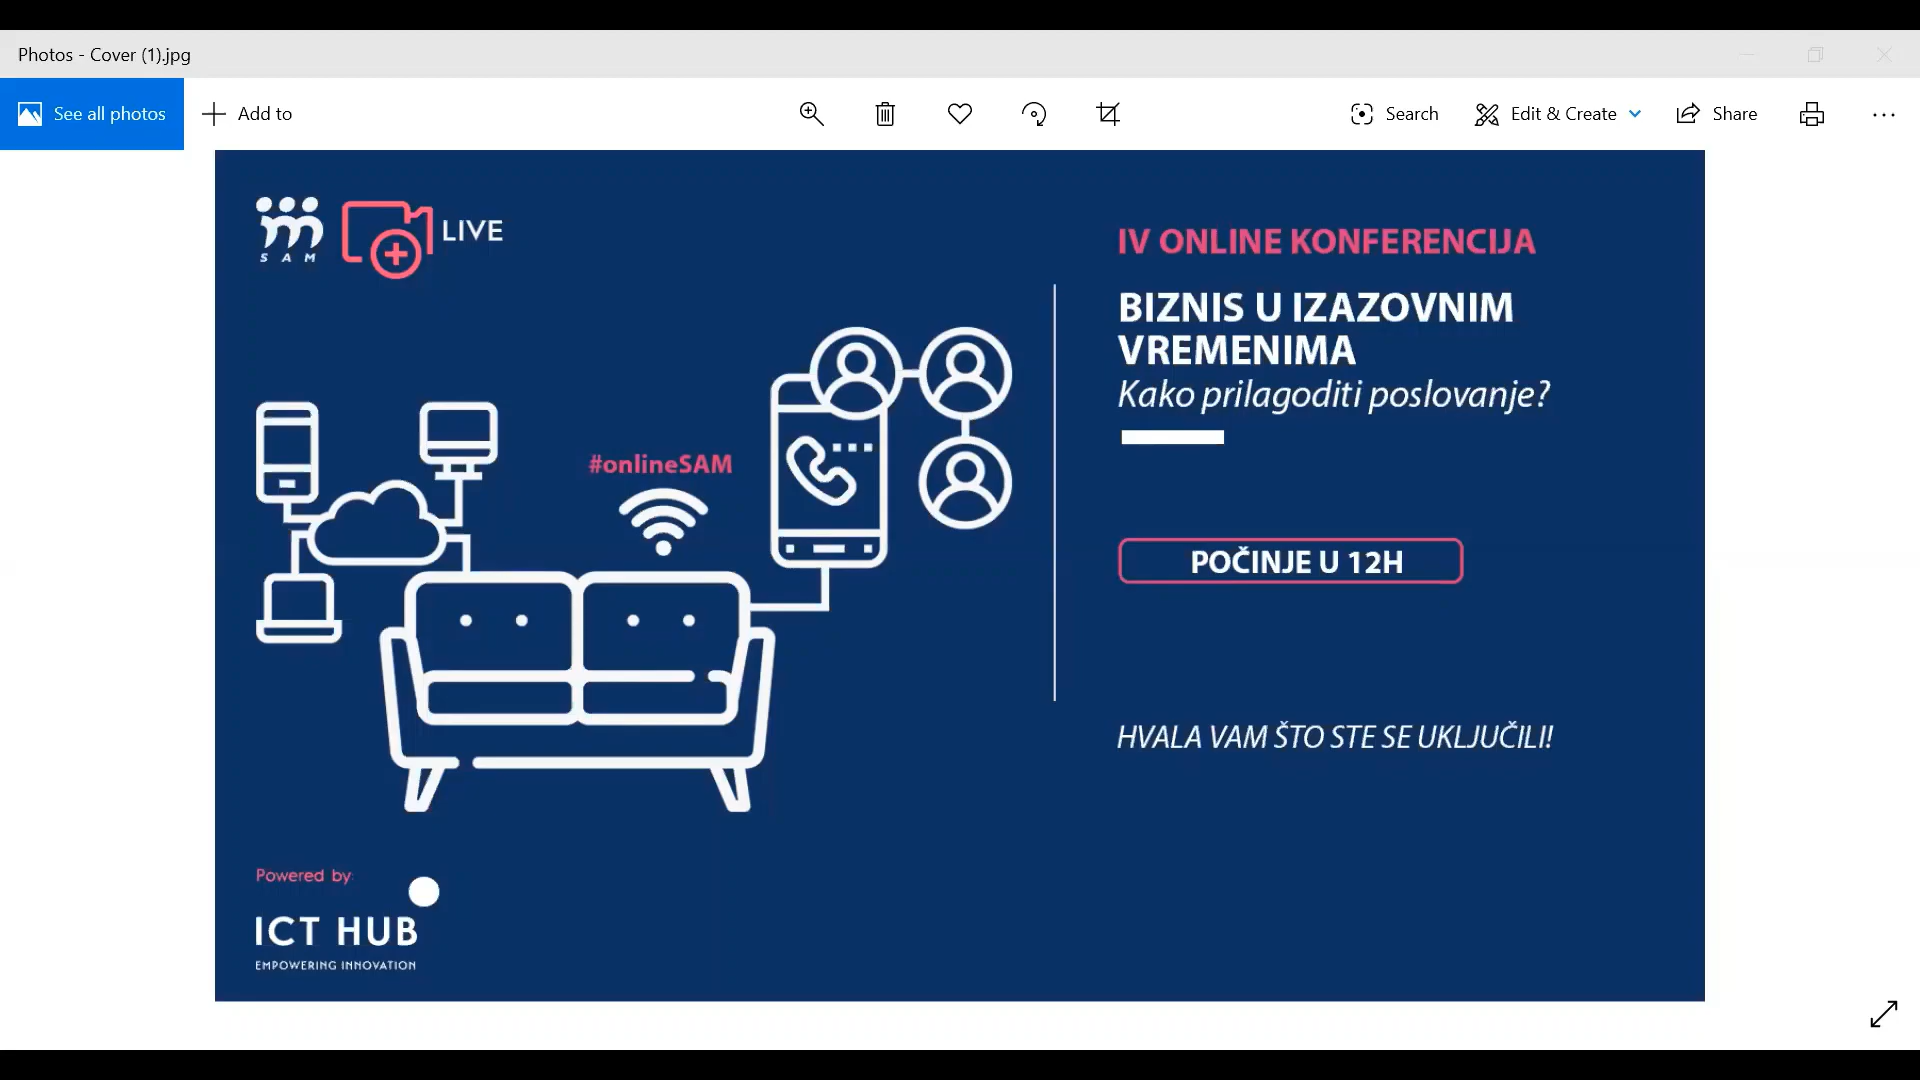 Photos - Cover (1).jpg
See all photos
Add to
Search
Edit & Create
Share
SAM
LIVE
IV ONLINE KONFERENCIJA
BIZNIS U IZAZOVNIM
VREMENIMA
Kako prilagoditi poslovanje?
#onlineSAM
POČINJE U 12H
HVALA VAM ŠTO STE SE UKLJUČILI!
Powered by:
ICT HUB
EMPOWERING INNOVATION